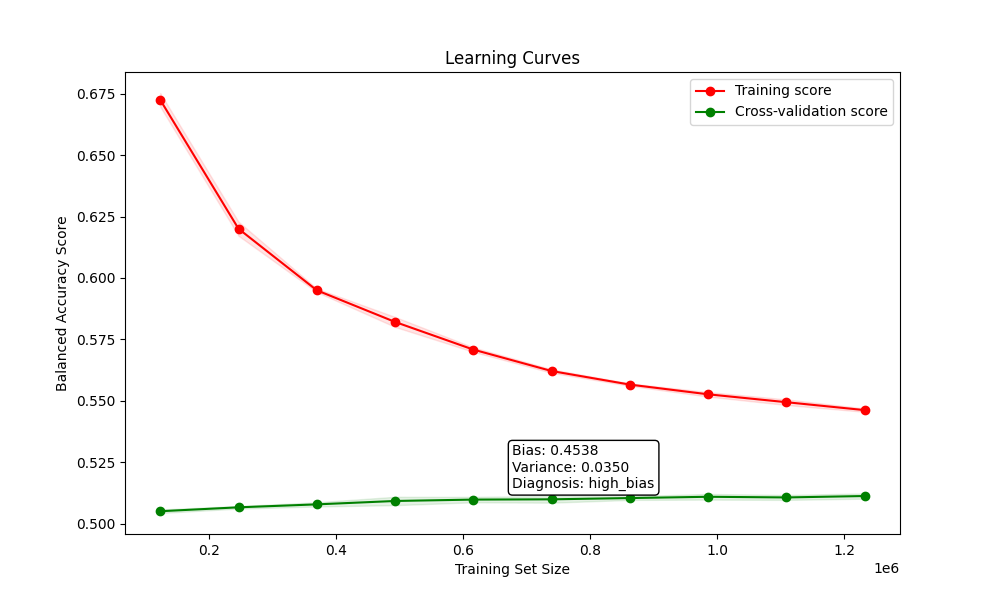 Learning Curves
Training score
Cross-validation score
Balanced Accuracy Score
0.675
0.650
0.625
0.600
0.575
0.550
0.525
0.500
Bias: 0.4538
Variance: 0.0350
Diagnosis: high_bias
0.2 0.4 0.6 0.8 1.0 1.2
1e6
Training Set Size